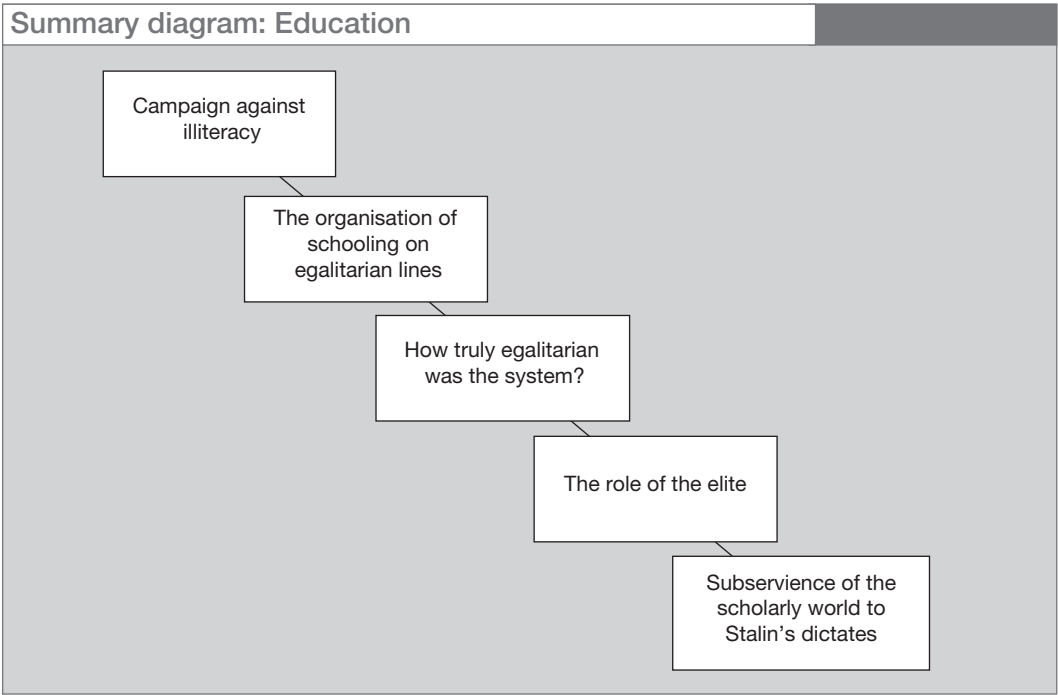 Summary diagram: Education
Campaign against
illiteracy
The organisation of
schooling on
egalitarian lines
How truly egalitarian
was the system?
The role of the elite
Subservience of the
scholarly world to
Stalin's dictates